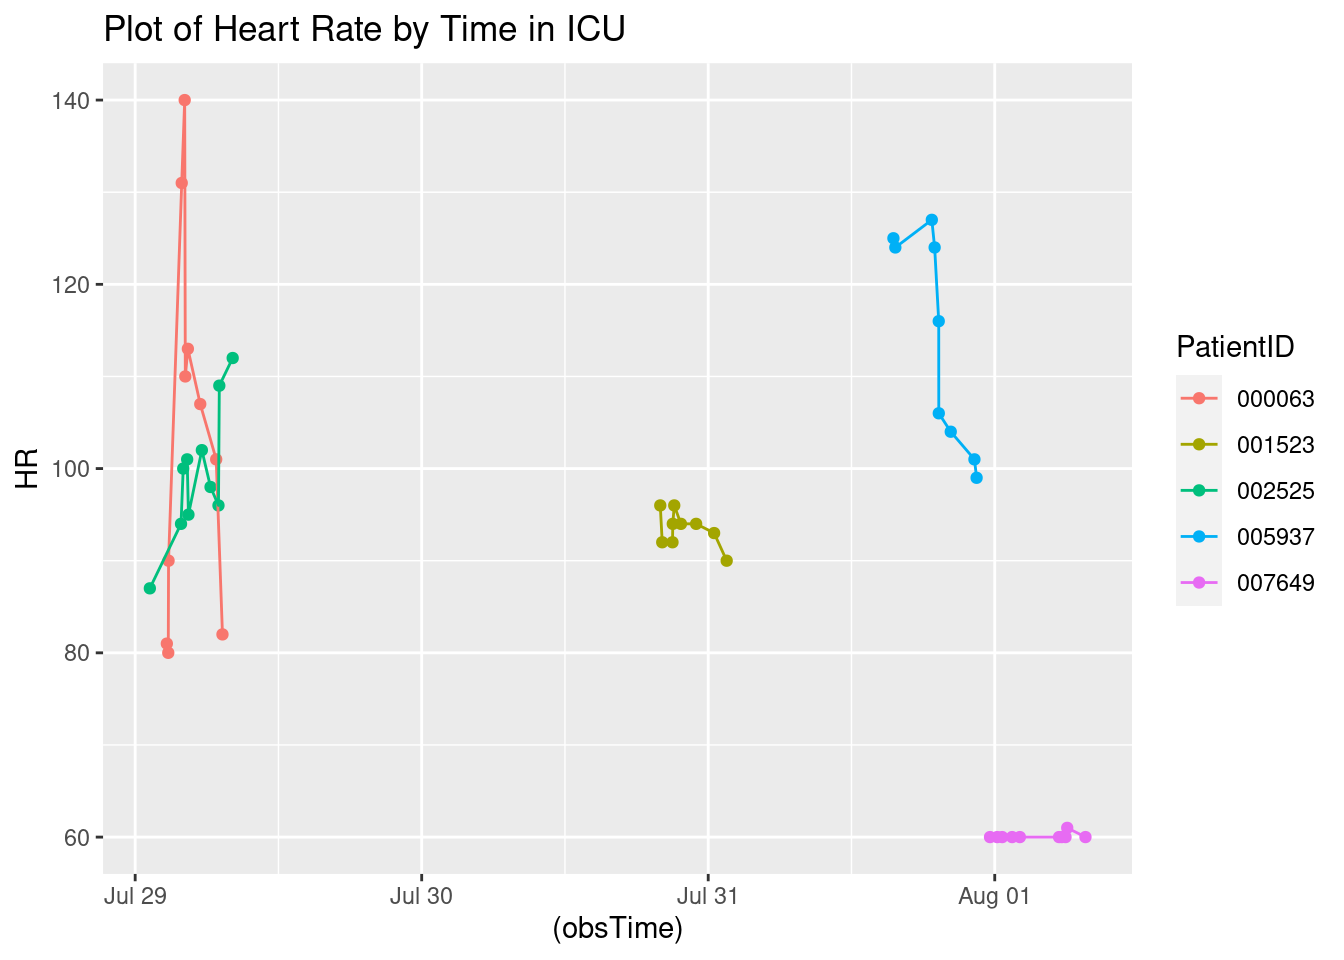 Plot of Heart Rate by Time in ICU
140
120
100
80
60
HR
Jul 29
Jul 30
Jul 31
Aug 01
(obsTime)
PatientID
000063
001523
002525
005937
007649